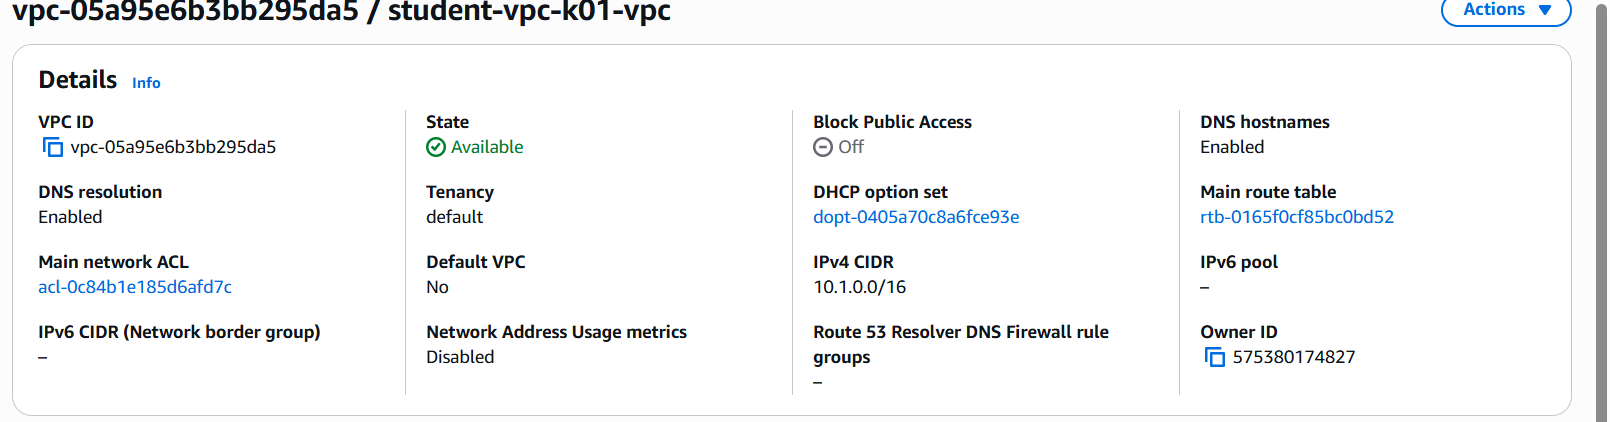 vpc-05a95e6b3bb295da5 / student-vpc-k01-vpc
Actions
Details Info
VPC ID
vpc-05a95e6b3bb295da5
State
Available
Block Public Access
Off
DNS hostnames
Enabled
DNS resolution
Enabled
Tenancy
default
DHCP option set
dopt-0405a70c8a6fce93e
Main route table
rtb-0165f0cf85bc0bd52
Main network ACL
acl-0c84b1e185d6afd7c
Default VPC
No
IPv4 CIDR
10.1.0.0/16
IPv6 pool
–
IPv6 CIDR (Network border group)
–
Network Address Usage metrics
Disabled
Route 53 Resolver DNS Firewall rule
groups
–
Owner ID
575380174827